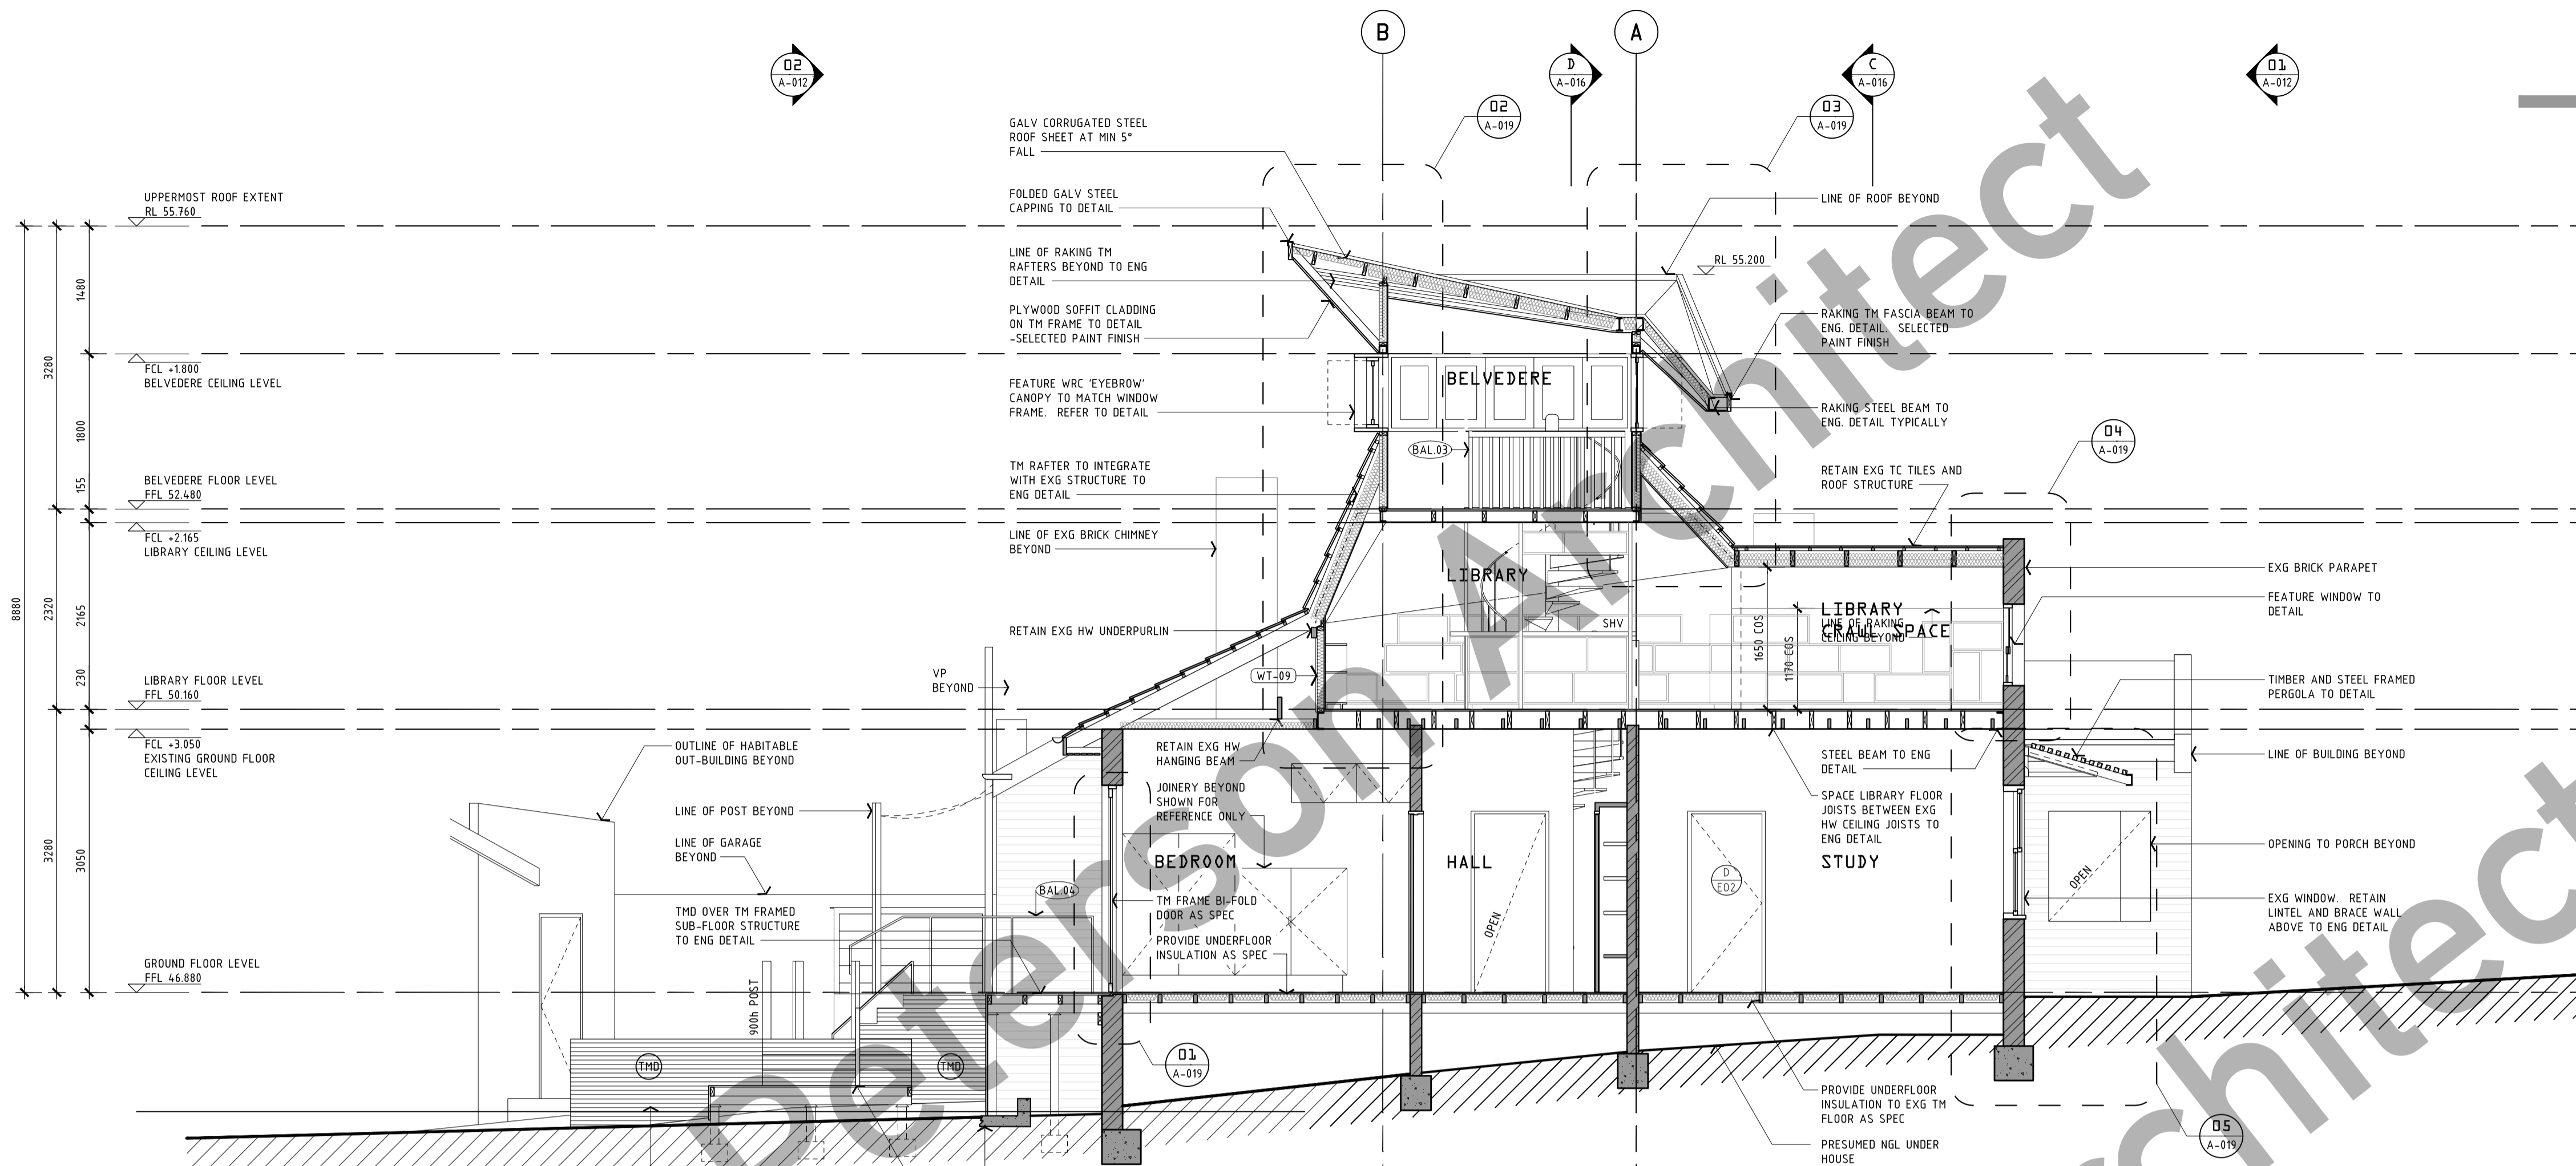 B
A
02
A-012
D
A-016
C
A-016
01
A-012
02
A-019
03
A-019
GALV CORRUGATED STEEL
ROOF SHEET AT MIN 5°
FALL
FOLDED GALV STEEL
CAPPING TO DETAIL
LINE OF RAKING TM
RAFTERS BEYOND TO ENG
DETAIL
PLYWOOD SOFFIT CLADDING
ON TM FRAME TO DETAIL
-SELECTED PAINT FINISH
FEATURE WRC 'EYEBROW'
CANOPY TO MATCH WINDOW
FRAME. REFER TO DETAIL
TM RAFTER TO INTEGRATE
WITH EXG STRUCTURE TO
ENG DETAIL
LINE OF EXG BRICK CHIMNEY
BEYOND
RETAIN EXG HW UNDERPURLIN
VP
BEYOND
WT-09
UPPERMOST ROOF EXTENT
RL 55.760
FCL +1.800
BELVEDERE CEILING LEVEL
BELVEDERE FLOOR LEVEL
FFL 52.480
FCL +2.165
LIBRARY CEILING LEVEL
LIBRARY FLOOR LEVEL
FFL 50.160
FCL +3.050
EXISTING GROUND FLOOR
CEILING LEVEL
GROUND FLOOR LEVEL
FFL 46.880
8880
3280
2320
3280
1480
1800
155
2165
230
3050
LINE OF ROOF BEYOND
RL 55.200
RAKING TM FASCIA BEAM TO
ENG. DETAIL. SELECTED
PAINT FINISH
RAKING STEEL BEAM TO
ENG. DETAIL TYPICALLY
04
A-019
RETAIN EXG TC TILES AND
ROOF STRUCTURE
BELVEDERE
BAL.03
LIBRARY
SHV
LIBRARY
CRAWL SPACE
LINE OF RAKING
CEILING BEYOND
1650 COS
1170 COS
EXG BRICK PARAPET
FEATURE WINDOW TO
DETAIL
TIMBER AND STEEL FRAMED
PERGOLA TO DETAIL
LINE OF BUILDING BEYOND
OPENING TO PORCH BEYOND
EXG WINDOW. RETAIN
LINTEL AND BRACE WALL
ABOVE TO ENG DETAIL
OPEN
OUTLINE OF HABITABLE
OUT-BUILDING BEYOND
LINE OF POST BEYOND
LINE OF GARAGE
BEYOND
TMD OVER TM FRAMED
SUB-FLOOR STRUCTURE
TO ENG DETAIL
900h POST
TMD
TMD
BAL.04
RETAIN EXG HW
HANGING BEAM
JOINERY BEYOND
SHOWN FOR
REFERENCE ONLY
BEDROOM
TM FRAME BI-FOLD
DOOR AS SPEC
PROVIDE UNDERFLOOR
INSULATION AS SPEC
HALL
OPEN
D
E02
STEEL BEAM TO ENG
DETAIL
SPACE LIBRARY FLOOR
JOISTS BETWEEN EXG
HW CEILING JOISTS TO
ENG DETAIL
STUDY
01
A-019
PROVIDE UNDERFLOOR
INSULATION TO EXG TM
FLOOR AS SPEC
PRESUMED NGL UNDER
HOUSE
05
A-019
Peterson Architect
chitect